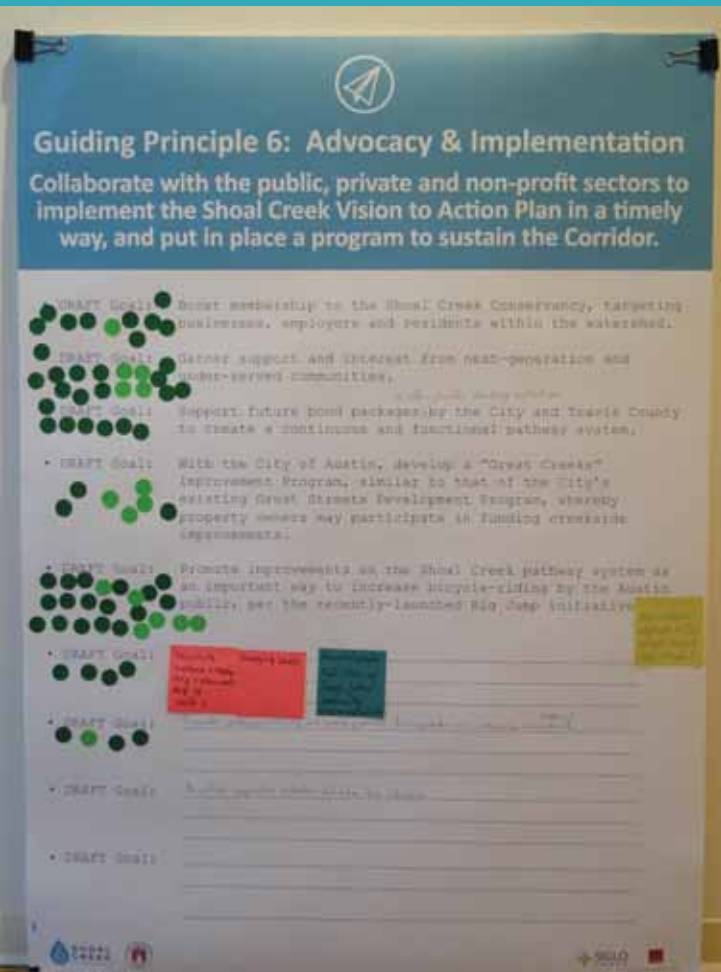 Guiding Principle 6: Advocacy & Implementation
Collaborate with the public, private and non-profit sectors to
implement the Shoal Creek Vision to Action Plan in a timely
way, and put in place a program to sustain the Corridor.
DRAFT Goal: Boost membership to the Shoal Creek Conservancy, targeting
businesses, employers and residents within the watershed.
DRAFT Goal: Garner support and interest from next-generation and
under-served communities.
DRAFT Goal: Support future bond packages by the City and Travis County
to create a continuous and functional pathway system.
• DRAFT Goal: With the City of Austin, develop a "Great Creeks"
Improvement Program, similar to that of the City's
existing Great Streets Development Program, whereby
property owners may participate in funding creekside
improvements.
• DRAFT Goal: Promote improvements on the Shoal Creek pathway system as
an important way to increase bicycle-riding by the Austin
public, per the recently-launched Big Jump initiative
• DRAFT Goal:
• DRAFT Goal:
• DRAFT Goal:
• DRAFT Goal:
SHOAL
CREEK
SIGLO